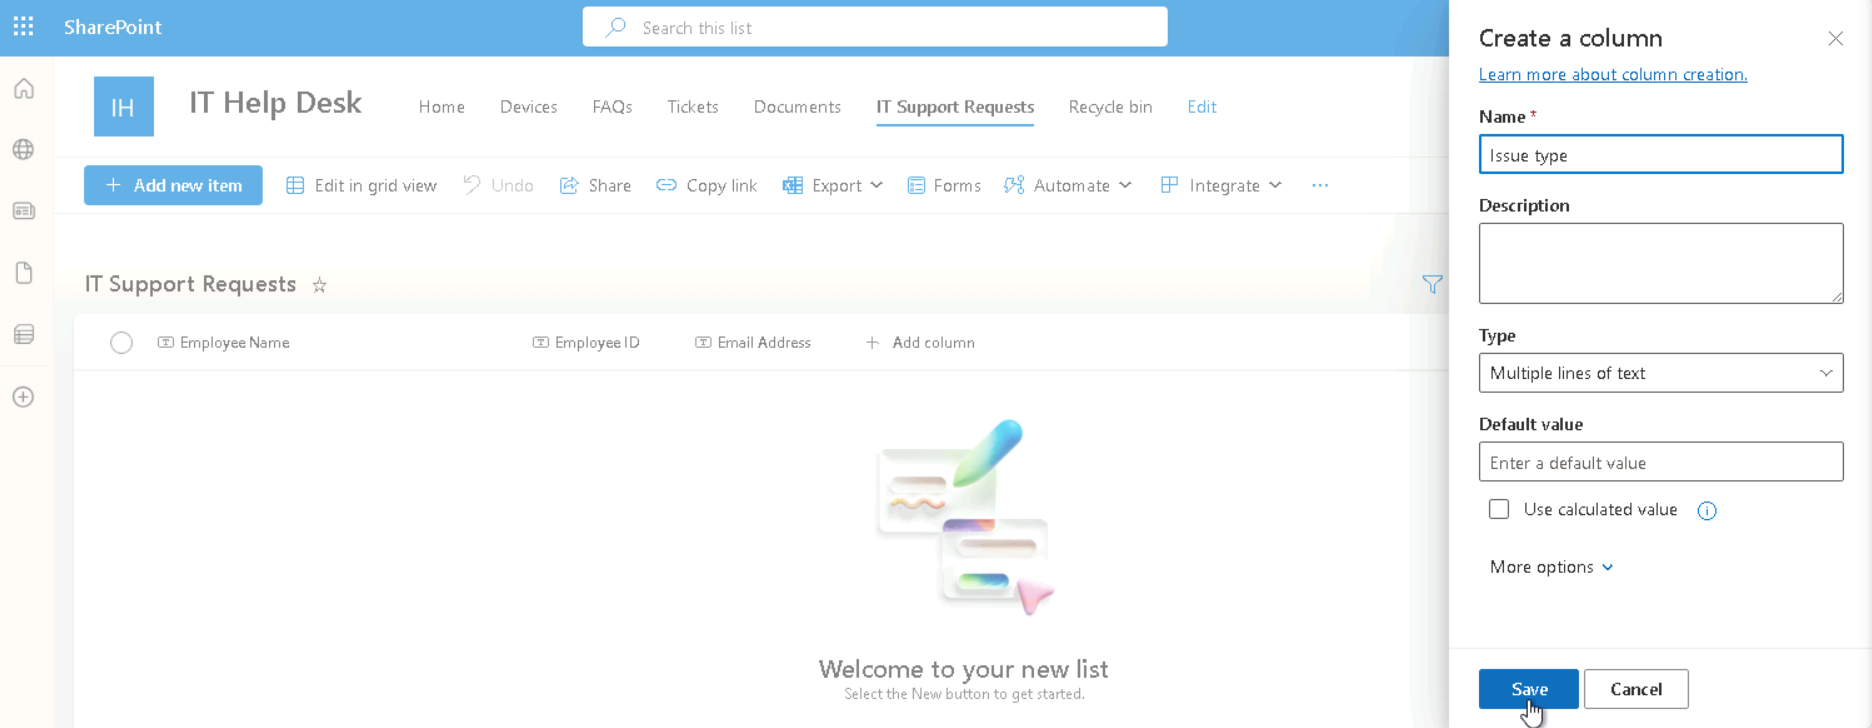 SharePoint
Search this list
IH
IT Help Desk
Home
Devices
FAQs
Tickets
Documents
IT Support Requests
Recycle bin
Edit
+ Add new item
Edit in grid view
Undo
Share
Copy link
Export
Forms
Automate
Integrate
...
IT Support Requests
Employee Name
Employee ID
Email Address
+ Add column
Welcome to your new list
Select the New button to get started.
Create a column
Learn more about column creation.
Name *
Issue type
Description
Type
Multiple lines of text
Default value
Enter a default value
Use calculated value
More options
Save
Cancel